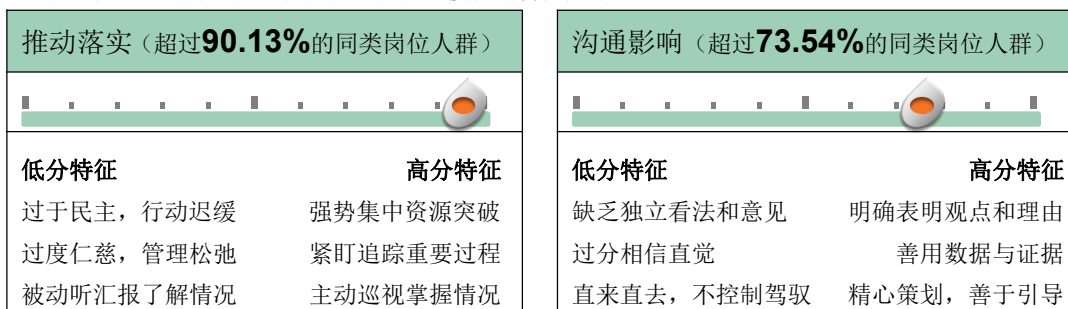 推动落实（超过90.13%的同类岗位人群）
低分特征 高分特征
过于民主，行动迟缓 强势集中资源突破
过度仁慈，管理松弛 紧盯追踪重要过程
被动听汇报了解情况 主动巡视掌握情况
沟通影响（超过73.54%的同类岗位人群）
低分特征 高分特征
缺乏独立看法和意见 明确表明观点和理由
过分相信直觉 善用数据与证据
直来直去，不控制驾驭 精心策划，善于引导